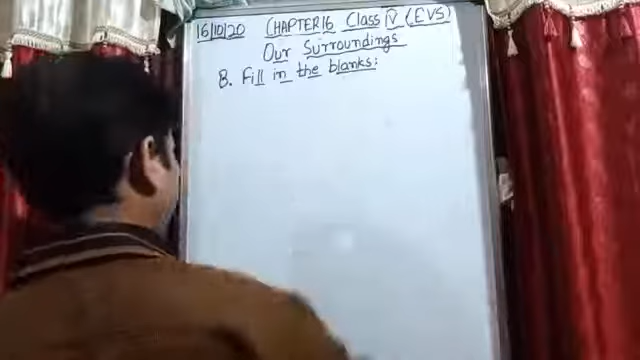 16/10/20 CHAPTER16 Class IV (EVS)
Our Surroundings
B. Fill in the blanks: